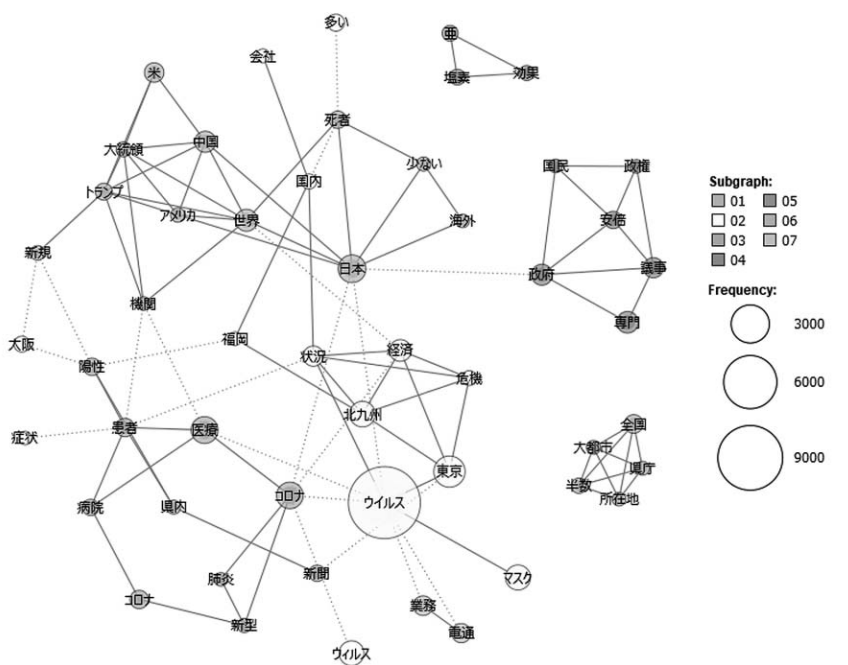 多い
会社
亜
塩素
効果
米
死者
大統領
中国
少ない
国民
政権
国内
トランプ
アメリカ
世界
海外
安倍
新規
日本
政府
議事
機関
専門
大阪
福岡
陽性
状況
経済
危機
北九州
症状
患者
医療
東京
全国
大都市
県庁
半数
所在地
病院
県内
コロナ
ウイルス
肺炎
新聞
マスク
コロナ
新型
業務
電通
ウィルス
Subgraph:
01 05
02 06
03 07
04
Frequency:
3000
6000
9000